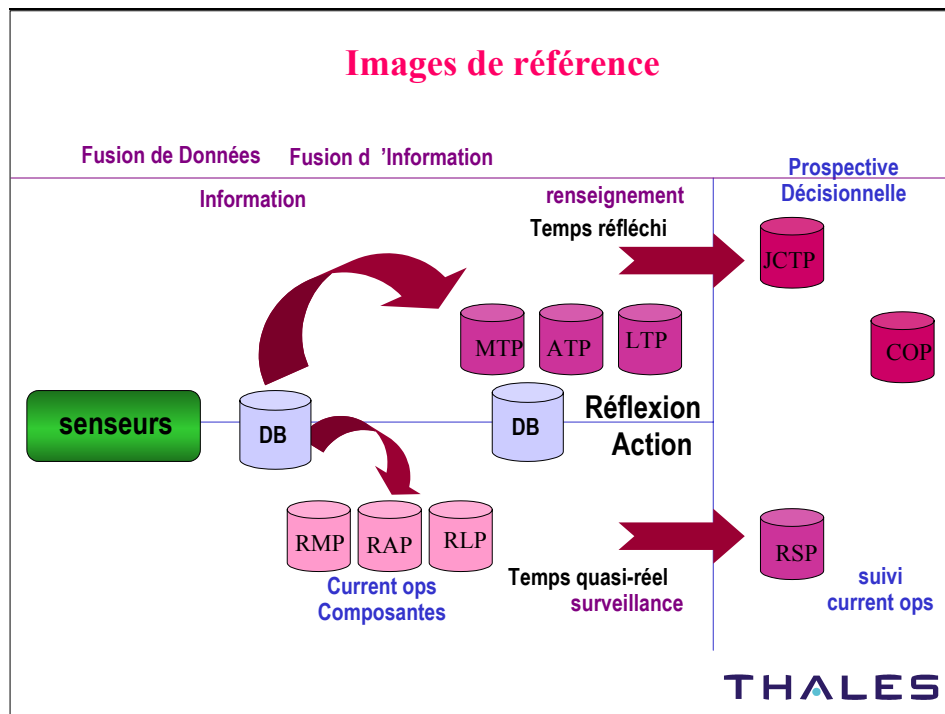 Images de référence
Fusion de Données
Fusion d ’Information
Prospective
Décisionnelle
Information
renseignement
Temps réfléchi
JCTP
MTP
ATP
LTP
COP
senseurs
DB
DB
Réflexion
Action
RMP
RAP
RLP
RSP
Current ops
Composantes
Temps quasi-réel
surveillance
suivi
current ops
THALES